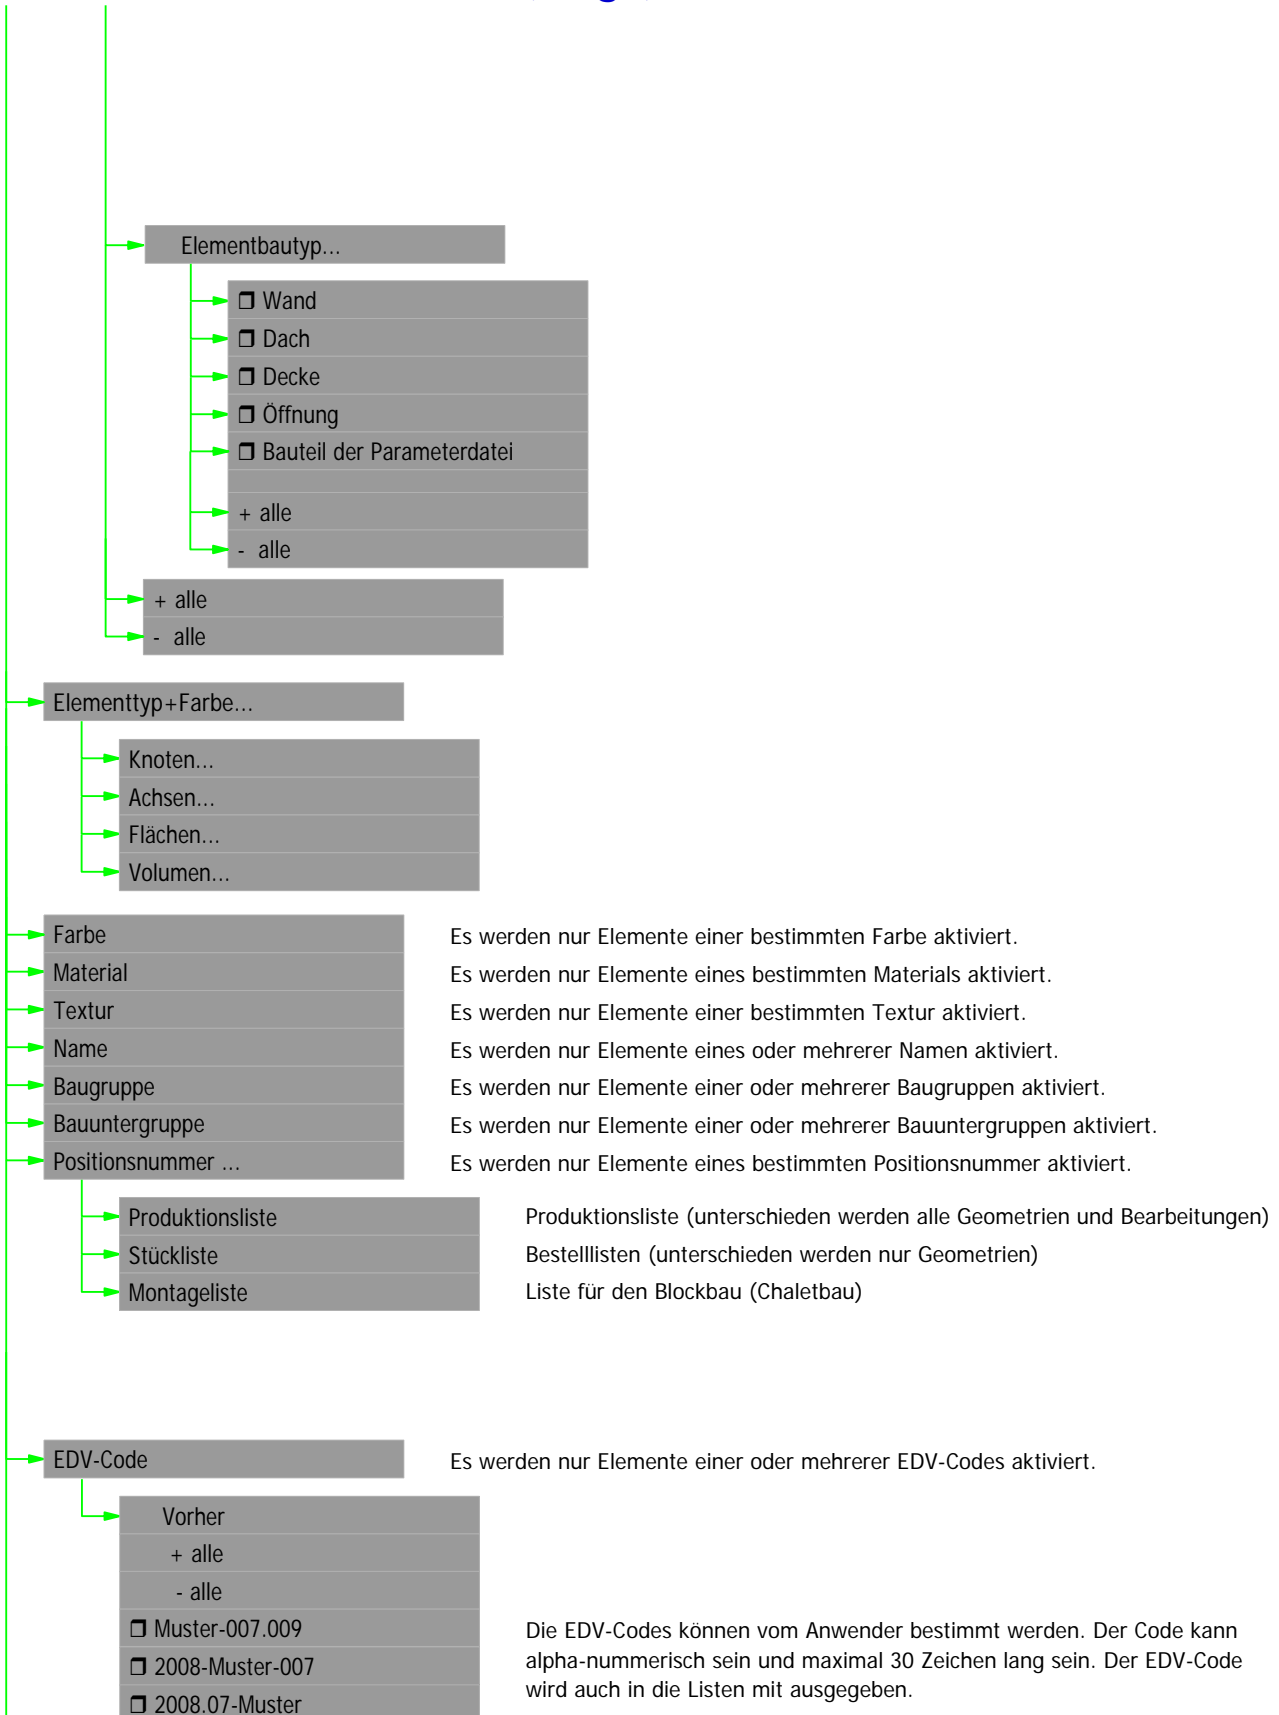 Elementbautyp...
❒ Wand
❒ Dach
❒ Decke
❒ Öffnung
❒ Bauteil der Parameterdatei
+ alle
- alle
+ alle
- alle
Elementtyp+Farbe...
Knoten...
Achsen...
Flächen...
Volumen...
Farbe Es werden nur Elemente einer bestimmten Farbe aktiviert.
Material Es werden nur Elemente eines bestimmten Materials aktiviert.
Textur Es werden nur Elemente einer bestimmten Textur aktiviert.
Name Es werden nur Elemente eines oder mehrerer Namen aktiviert.
Baugruppe Es werden nur Elemente einer oder mehrerer Baugruppen aktiviert.
Bauuntergruppe Es werden nur Elemente einer oder mehrerer Bauuntergruppen aktiviert.
Positionsnummer ... Es werden nur Elemente eines bestimmten Positionsnummer aktiviert.
Produktionsliste Produktionsliste (unterschieden werden alle Geometrien und Bearbeitungen)
Stückliste Bestelllisten (unterschieden werden nur Geometrien)
Montageliste Liste für den Blockbau (Chaletbau)
EDV-Code Es werden nur Elemente einer oder mehrerer EDV-Codes aktiviert.
Vorher
+ alle
- alle
❒ Muster-007.009 Die EDV-Codes können vom Anwender bestimmt werden. Der Code kann
❒ 2008-Muster-007 alpha-nummerisch sein und maximal 30 Zeichen lang sein. Der EDV-Code
❒ 2008.07-Muster wird auch in die Listen mit ausgegeben.